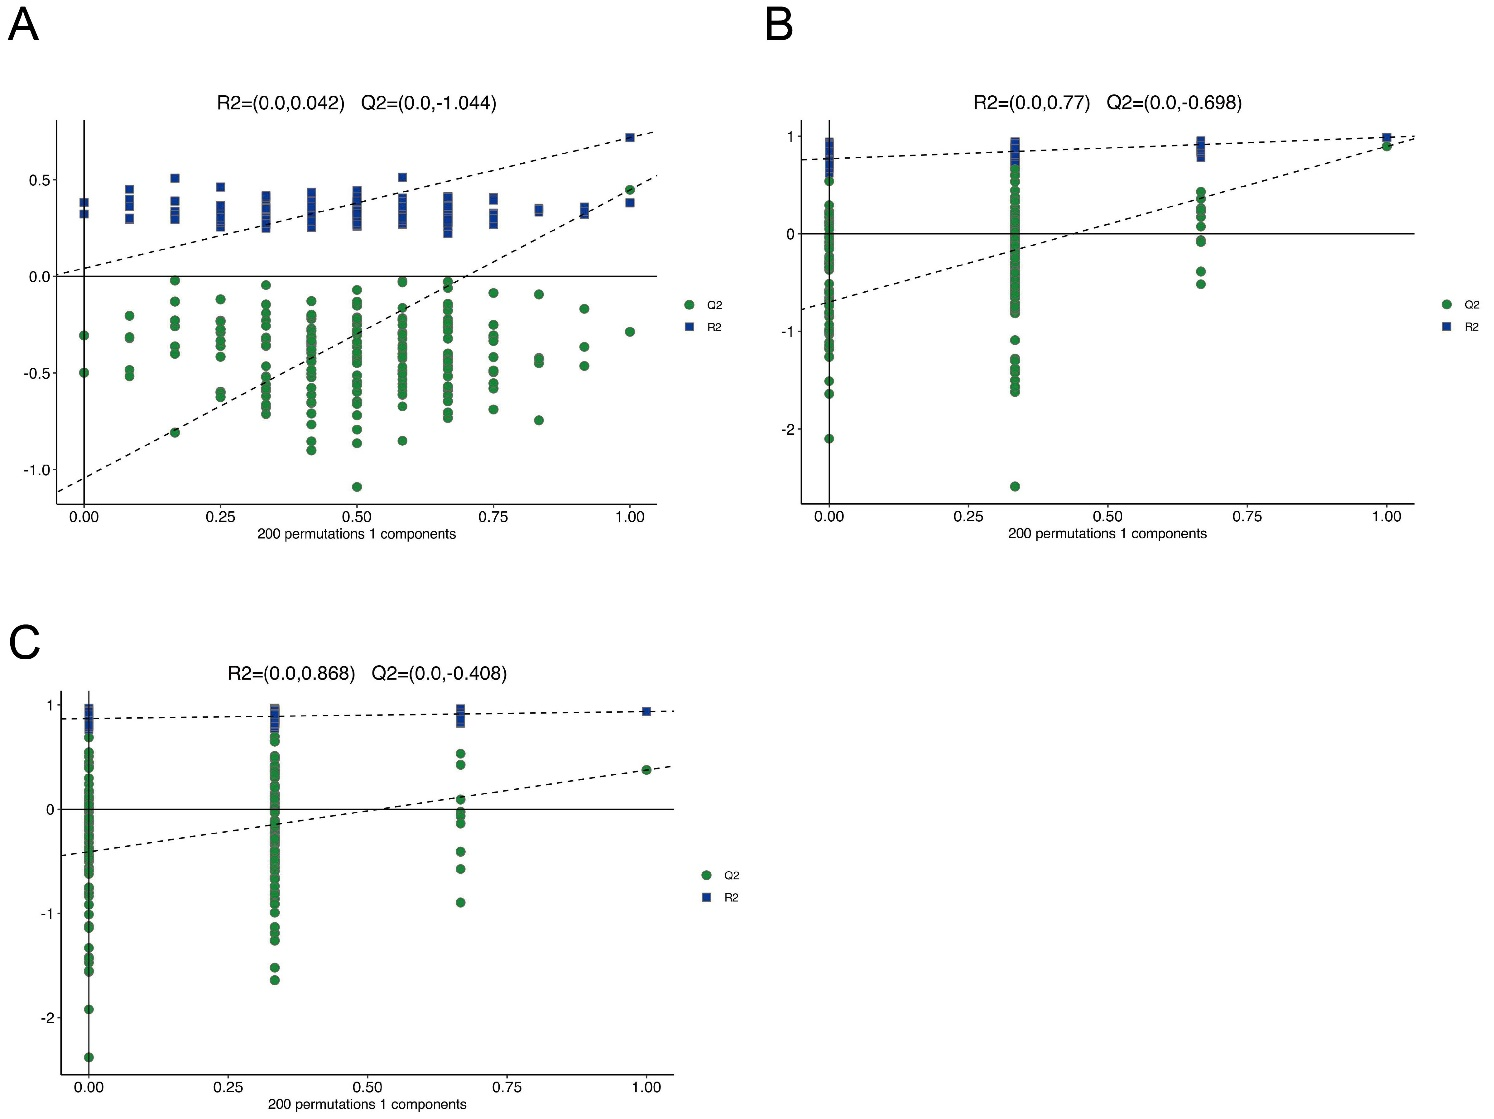 A
R2=(0.0,0.042) Q2=(0.0,-1.044)
0.5
0.0
-0.5
-1.0
0.00 0.25 0.50 0.75 1.00
200 permutations 1 components
Q2
R2
B
R2=(0.0,0.77) Q2=(0.0,-0.698)
1
0
-1
-2
0.00 0.25 0.50 0.75 1.00
200 permutations 1 components
Q2
R2
C
R2=(0.0,0.868) Q2=(0.0,-0.408)
1
0
-1
-2
0.00 0.25 0.50 0.75 1.00
200 permutations 1 components
Q2
R2